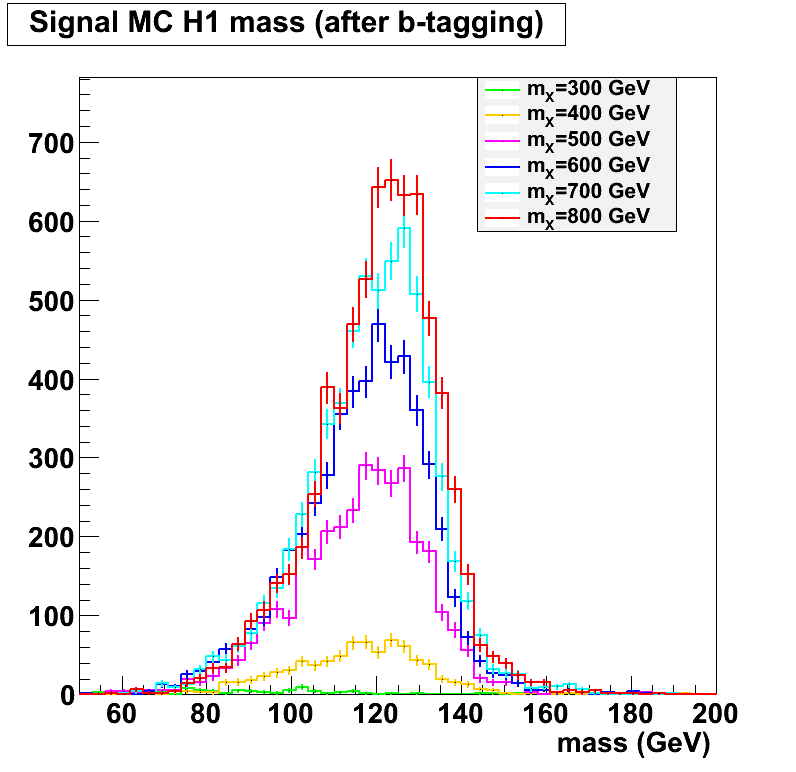 Signal MC H1 mass (after b-tagging)
m_X=300 GeV
m_X=400 GeV
m_X=500 GeV
m_X=600 GeV
m_X=700 GeV
m_X=800 GeV
700
600
500
400
300
200
100
0
60 80 100 120 140 160 180 200
mass (GeV)